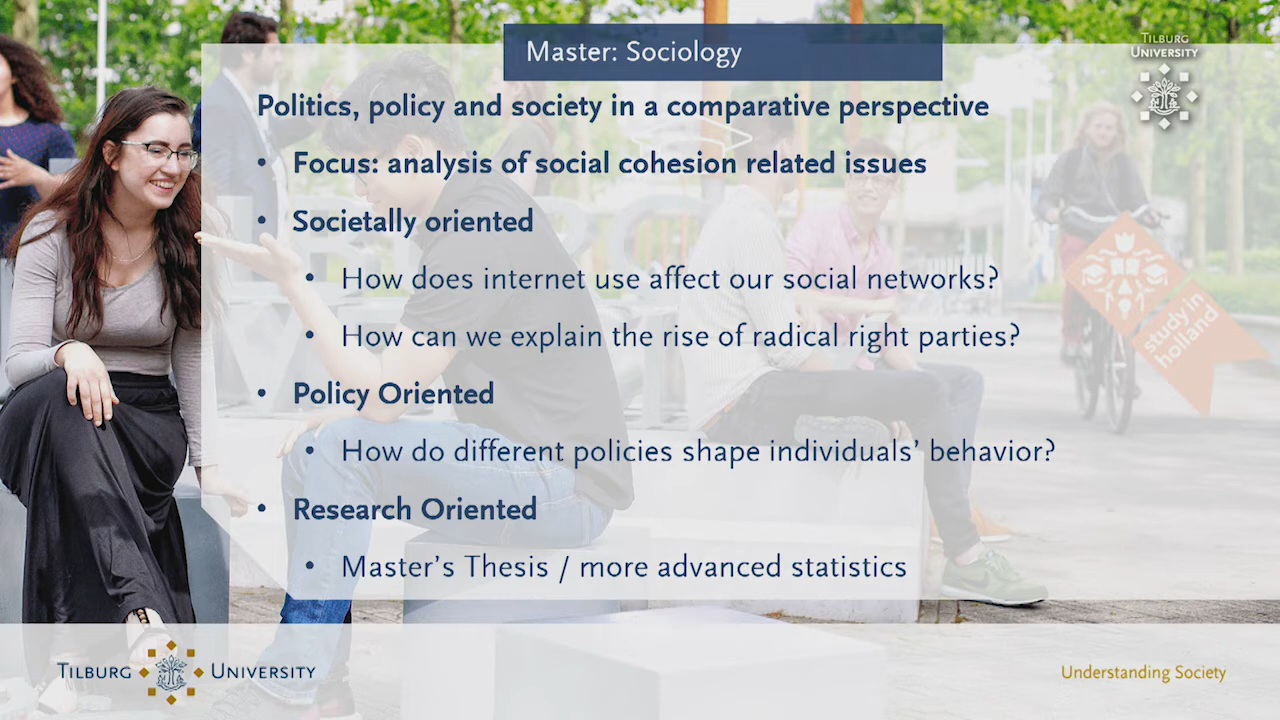 Master: Sociology
TILBURG
UNIVERSITY
Politics, policy and society in a comparative perspective
• Focus: analysis of social cohesion related issues
• Societally oriented
• How does internet use affect our social networks?
• How can we explain the rise of radical right parties?
• Policy Oriented
• How do different policies shape individuals’ behavior?
• Research Oriented
• Master’s Thesis / more advanced statistics
study in
holland
TILBURG UNIVERSITY
Understanding Society